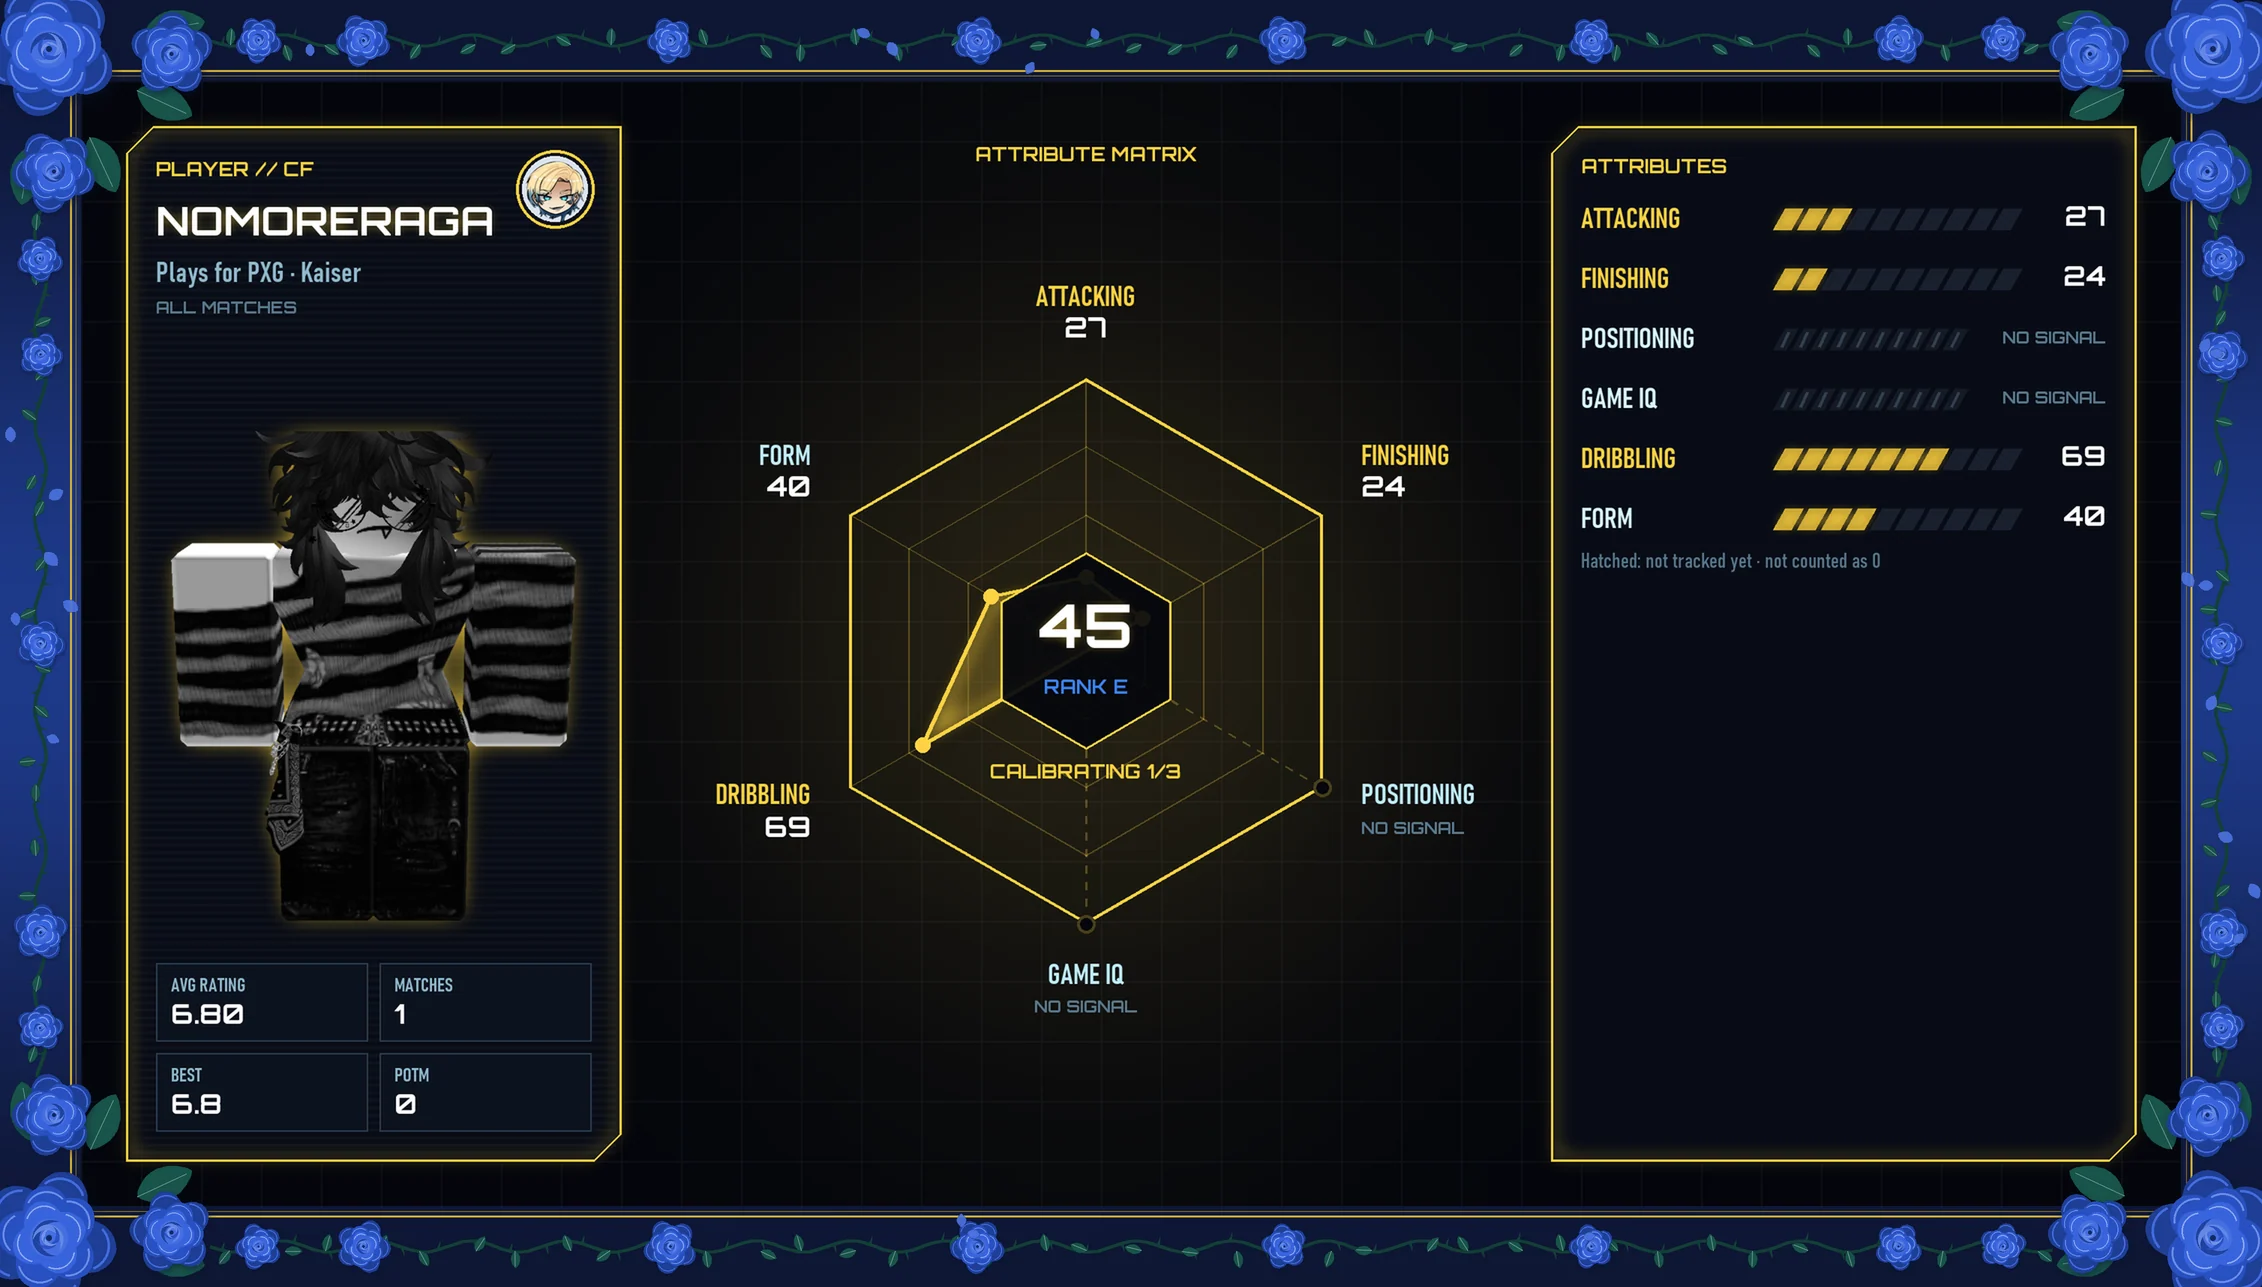 PLAYER // CF
NOMORERAGA
Plays for PXG · Kaiser
ALL MATCHES
AVG RATING
6.80
MATCHES
1
BEST
6.8
POTM
0
ATTRIBUTE MATRIX
ATTACKING
27
FORM
40
FINISHING
24
45
RANK E
CALIBRATING 1/3
DRIBBLING
69
POSITIONING
NO SIGNAL
GAME IQ
NO SIGNAL
ATTRIBUTES
ATTACKING 27
FINISHING 24
POSITIONING NO SIGNAL
GAME IQ NO SIGNAL
DRIBBLING 69
FORM 40
Hatched: not tracked yet · not counted as 0